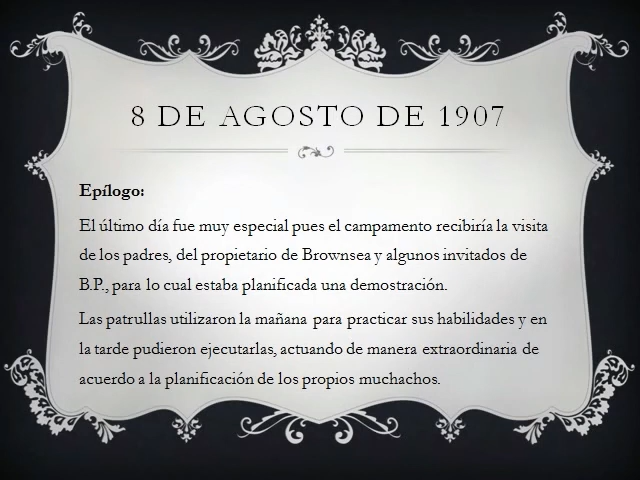 8 DE AGOSTO DE 1907
Epílogo:
El último día fue muy especial pues el campamento recibiría la visita
de los padres, del propietario de Brownsea y algunos invitados de
B.P., para lo cual estaba planificada una demostración.
Las patrullas utilizaron la mañana para practicar sus habilidades y en
la tarde pudieron ejecutarlas, actuando de manera extraordinaria de
acuerdo a la planificación de los propios muchachos.